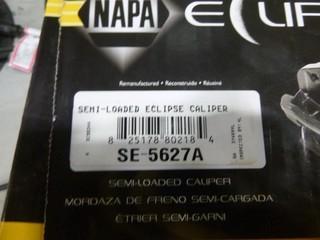 NAPA ECLIP
Remanufactured • Reconstruido • Réusiné
SEMI-LOADED ECLIPSE CALIPER
8 25178 80218 4
SE-5627A
SEMI-LOADED CALIPER
MORDAZA DE FRENO SEMI-CARGADA
ÉTRIER SEMI-GARNI